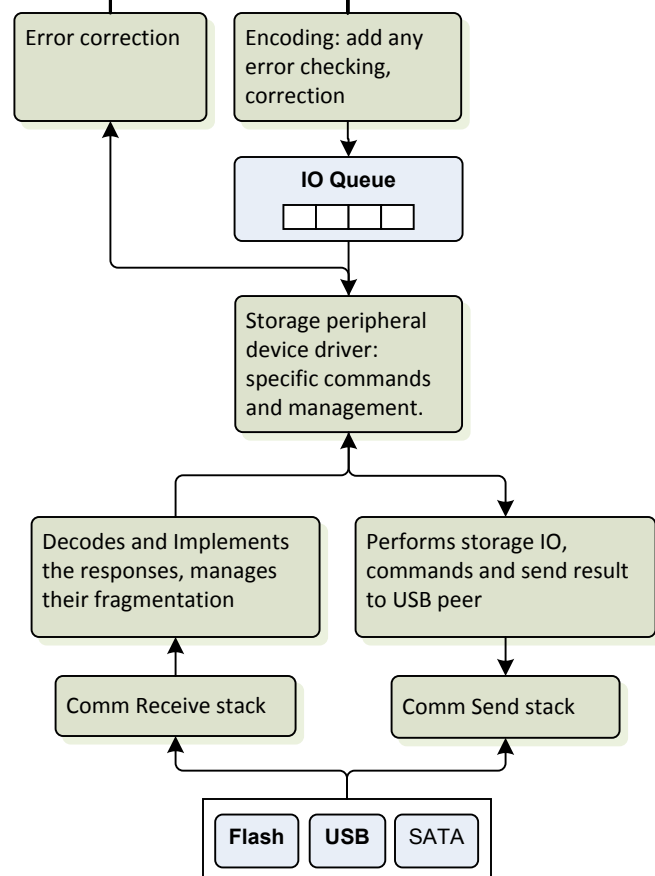 Error correction
Encoding: add any
error checking,
correction
IO Queue
Storage peripheral
device driver:
specific commands
and management.
Decodes and Implements
the responses, manages
their fragmentation
Performs storage IO,
commands and send result
to USB peer
Comm Receive stack
Comm Send stack
Flash
USB
SATA